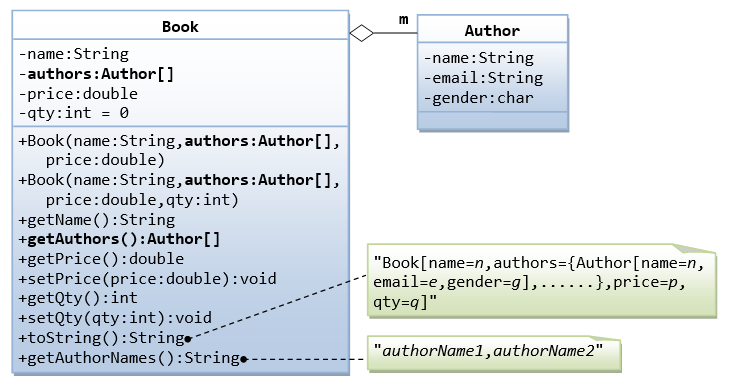 Book
-name:String
-authors:Author[]
-price:double
-qty:int = 0
+Book(name:String,authors:Author[],
price:double)
+Book(name:String,authors:Author[],
price:double,qty:int)
+getName():String
+getAuthors():Author[]
+getPrice():double
+setPrice(price:double):void
+getQty():int
+setQty(qty:int):void
+toString():String
+getAuthorNames():String
m
Author
-name:String
-email:String
-gender:char
"Book[name=n,authors={Author[name=n,
email=e,gender=g],......},price=p,
qty=q]"
"authorName1,authorName2"